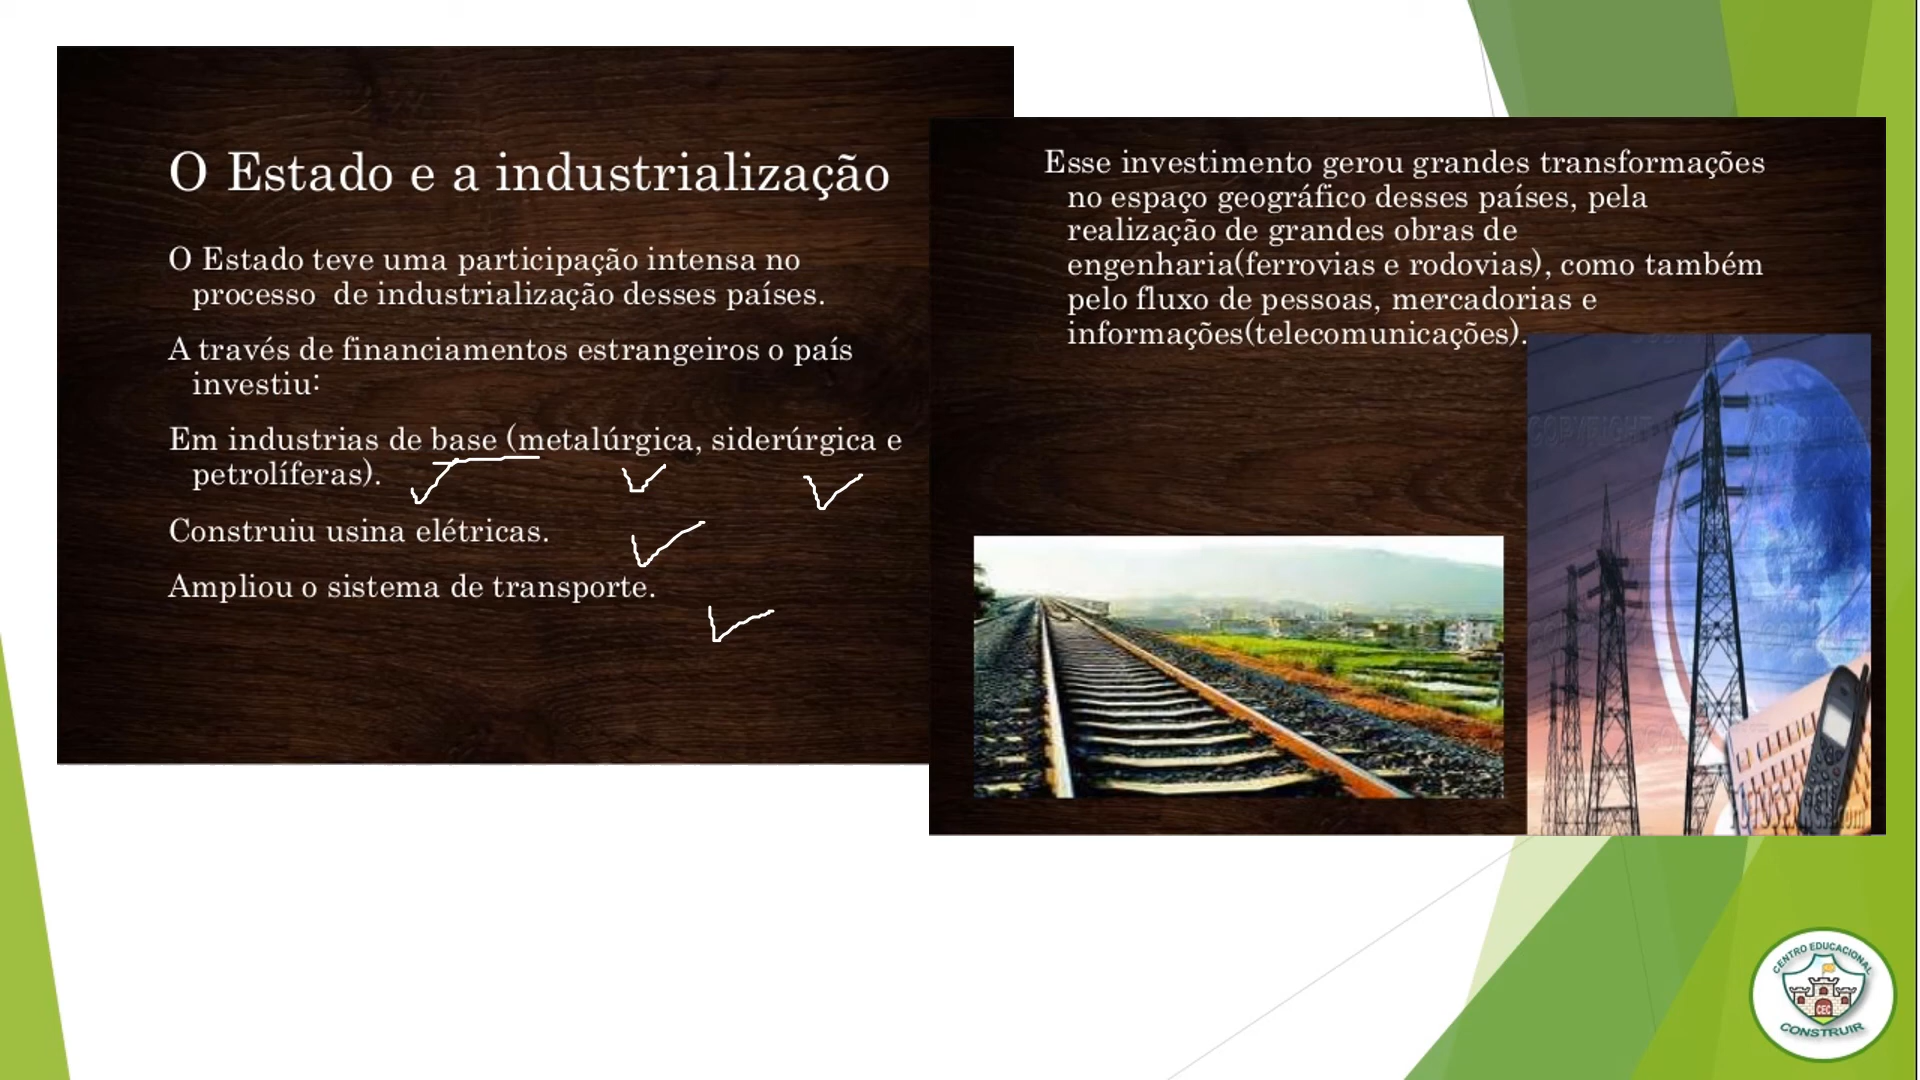 O Estado e a industrialização
O Estado teve uma participação intensa no
processo de industrialização desses países.
A través de financiamentos estrangeiros o país
investiu:
Em industrias de base (metalúrgica, siderúrgica e
petrolíferas).
Construiu usina elétricas.
Ampliou o sistema de transporte.
Esse investimento gerou grandes transformações
no espaço geográfico desses países, pela
realização de grandes obras de
engenharia(ferrovias e rodovias), como também
pelo fluxo de pessoas, mercadorias e
informações(telecomunicações).
CENTRO EDUCACIONAL
CEC
CONSTRUIR